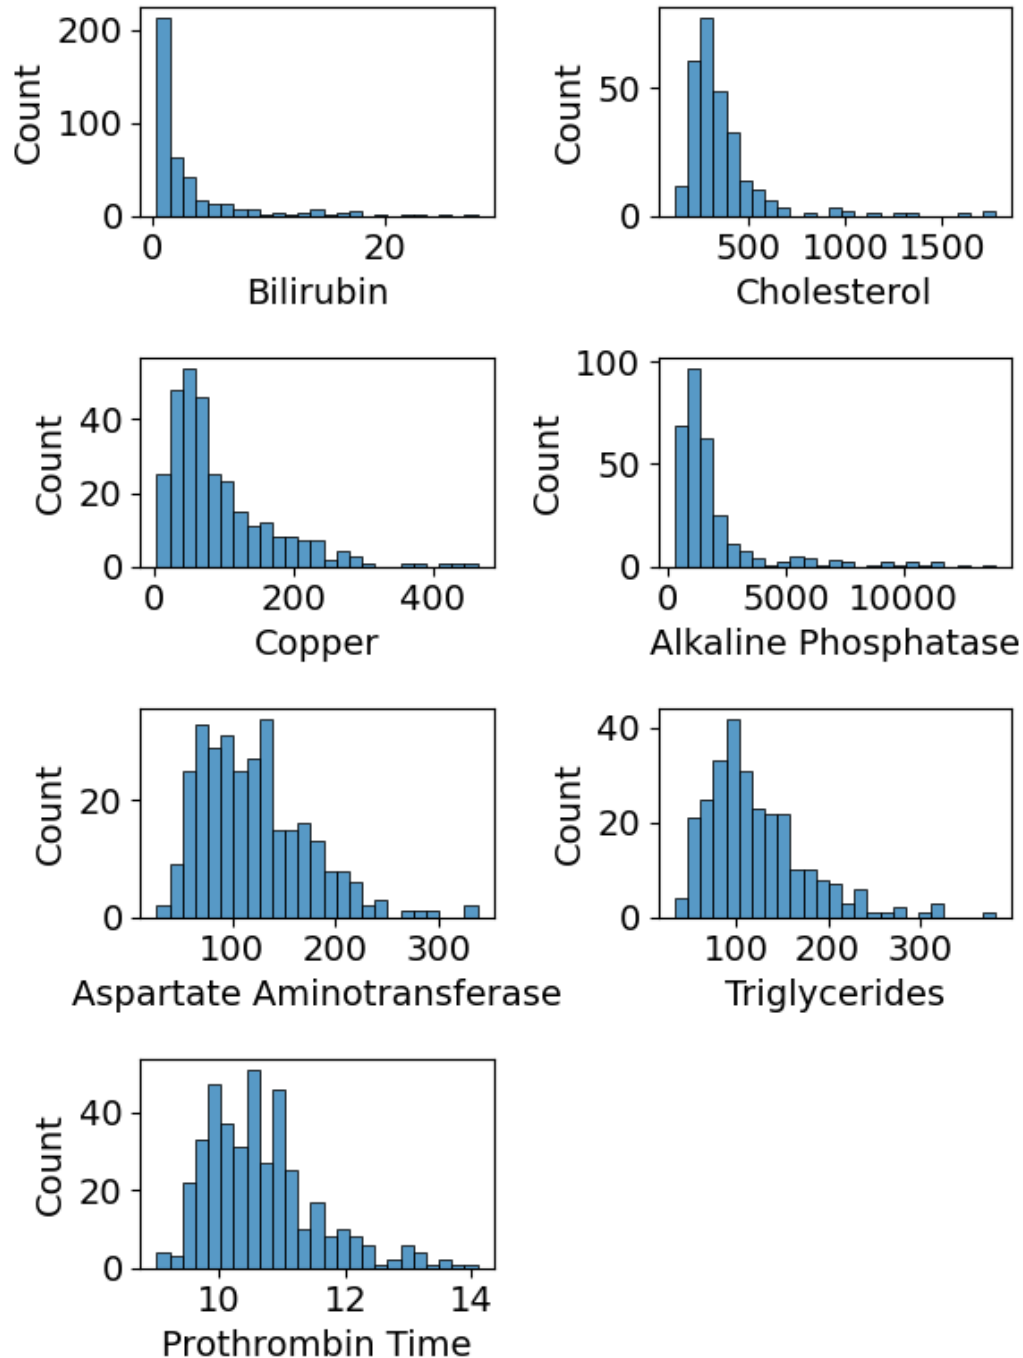 Count
200
100
0
0 20
Bilirubin
Count
50
0
500 1000 1500
Cholesterol
Count
40
20
0
0 200 400
Copper
Count
100
50
0
0 5000 10000
Alkaline Phosphatase
Count
20
0
100 200 300
Aspartate Aminotransferase
Count
40
20
0
100 200 300
Triglycerides
Count
40
20
0
10 12 14
Prothrombin Time